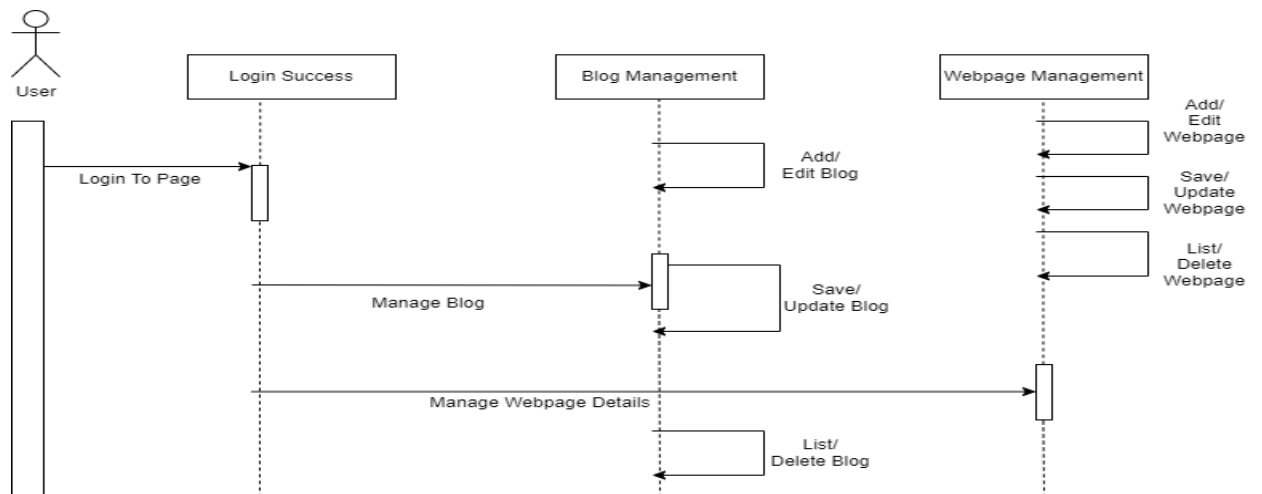 User
Login Success
Blog Management
Webpage Management
Add/
Edit
Webpage
Login To Page
Add/
Edit Blog
Save/
Update
Webpage
List/
Delete
Webpage
Manage Blog
Save/
Update Blog
Manage Webpage Details
List/
Delete Blog